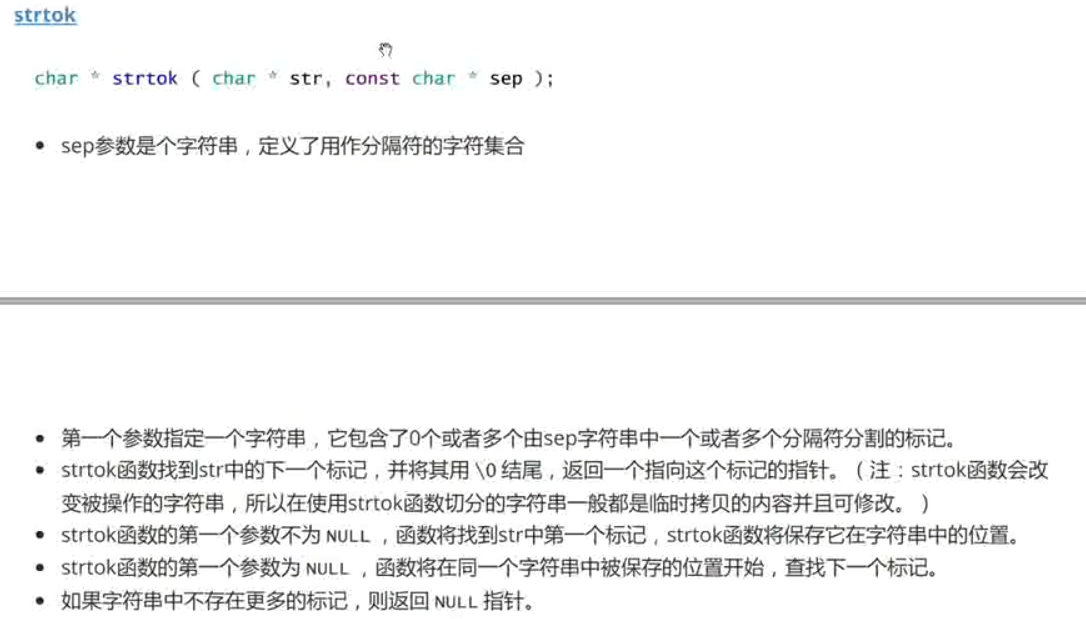 strtok
char * strtok ( char * str, const char * sep );
sep参数是个字符串，定义了用作分隔符的字符集合
第一个参数指定一个字符串，它包含了0个或者多个由sep字符串中一个或者多个分隔符分割的标记。
strtok函数找到str中的下一个标记，并将其用 \0 结尾，返回一个指向这个标记的指针。（注：strtok函数会改
变被操作的字符串，所以在使用strtok函数切分的字符串一般都是临时拷贝的内容并且可修改。）
strtok函数的第一个参数不为 NULL ，函数将找到str中第一个标记，strtok函数将保存它在字符串中的位置。
strtok函数的第一个参数为 NULL ，函数将在同一个字符串中被保存的位置开始，查找下一个标记。
如果字符串中不存在更多的标记，则返回 NULL 指针。